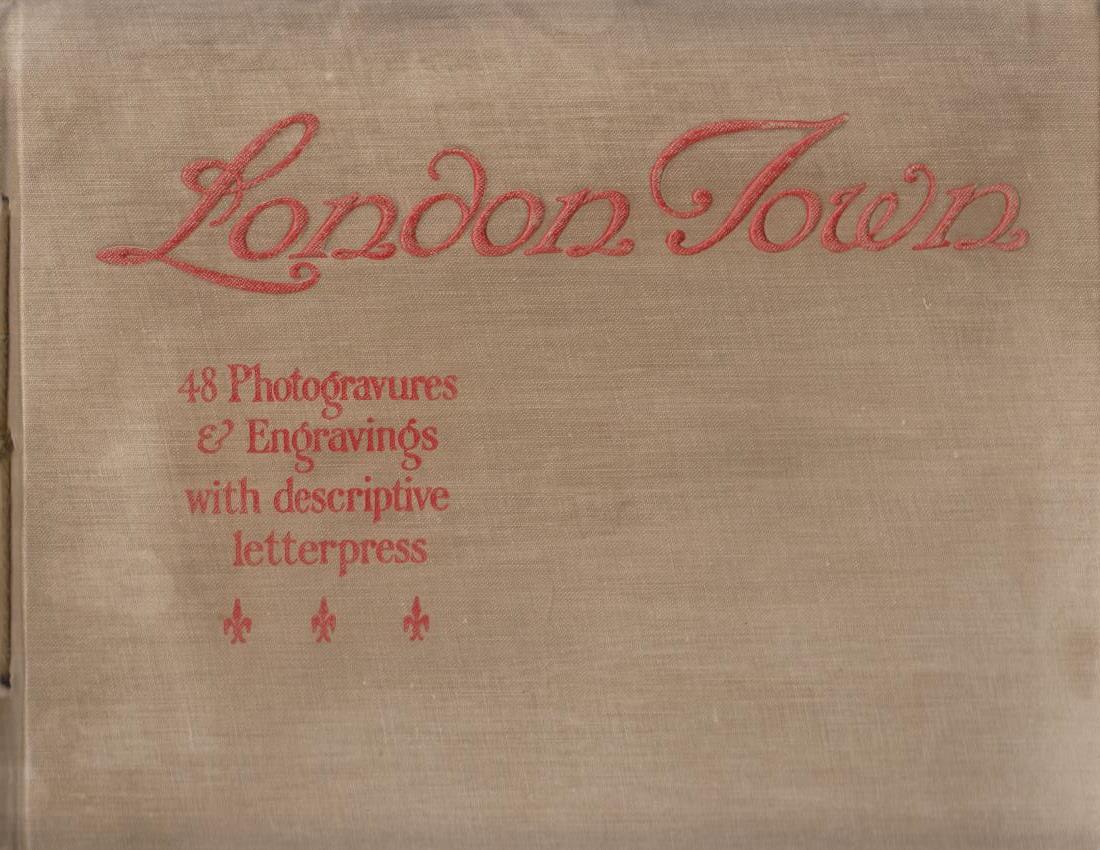 London Town
48 Photogravures
& Engravings
with descriptive
letterpress